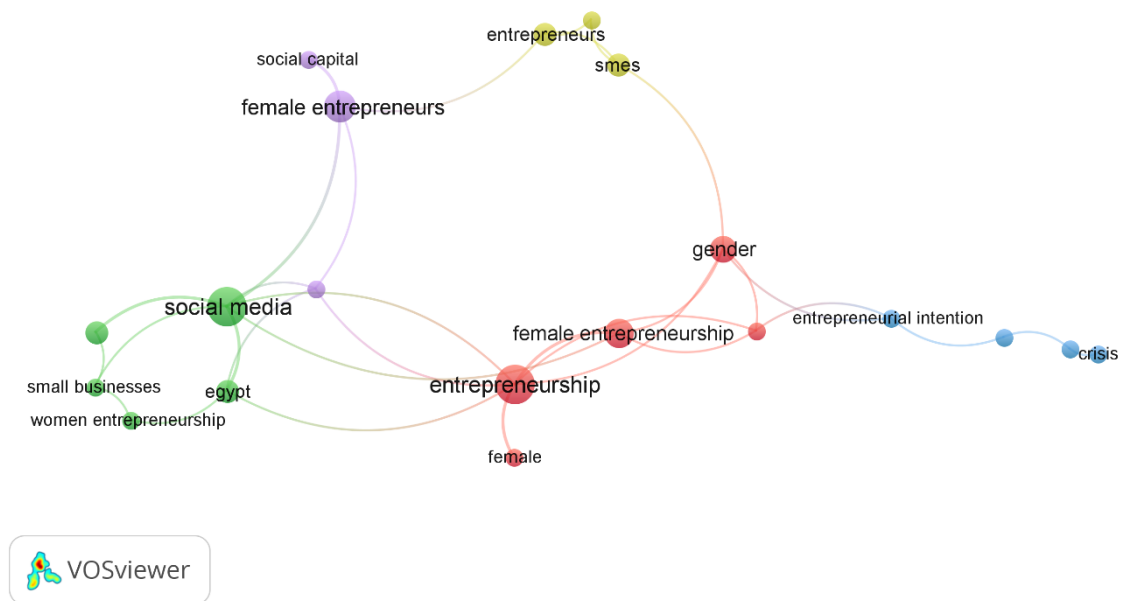 entrepreneurs
social capital
smes
female entrepreneurs
gender
social media
entrepreneurial intention
female entrepreneurship
crisis
entrepreneurship
small businesses
egypt
women entrepreneurship
female
VOSviewer